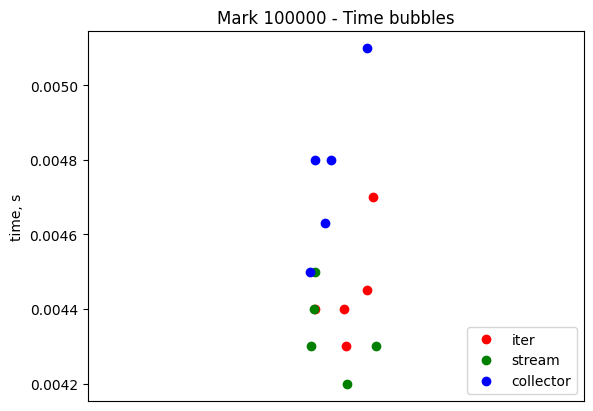 Mark 100000 - Time bubbles
time, s
0.0050
0.0048
0.0046
0.0044
0.0042
iter
stream
collector